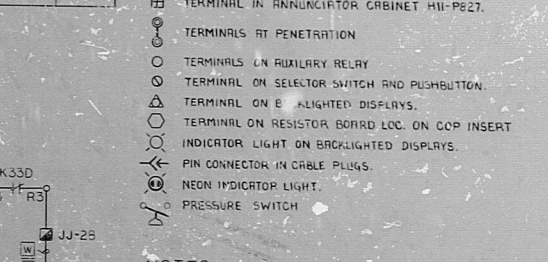 TERMINAL IN ANNUNCIATOR CABINET H11-P827.
TERMINALS AT PENETRATION
TERMINALS ON AUXILARY RELAY
TERMINAL ON SELECTOR SWITCH AND PUSHBUTTON.
TERMINAL ON BACKLIGHTED DISPLAYS.
TERMINAL ON RESISTOR BOARD LOC. ON CCP INSERT
INDICATOR LIGHT ON BACKLIGHTED DISPLAYS.
PIN CONNECTOR IN CABLE PLUGS.
K33D
NEON INDICATOR LIGHT.
R3
PRESSURE SWITCH
JJ-28
W